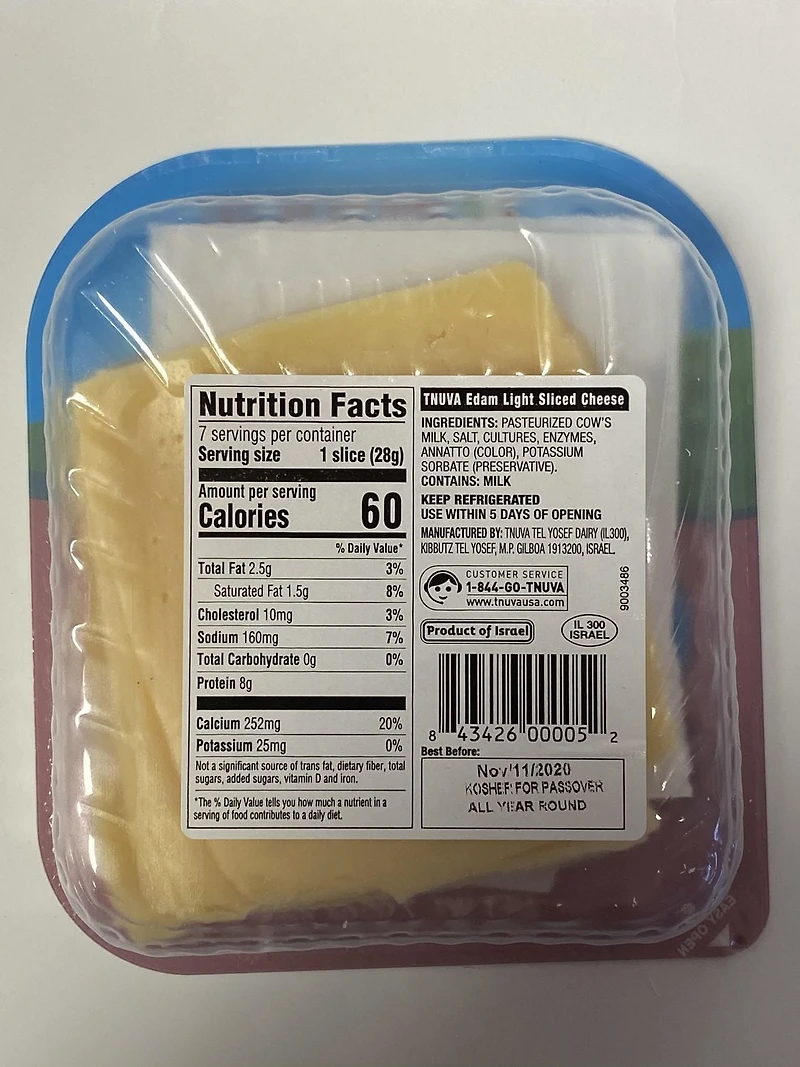 Nutrition Facts
7 servings per container
Serving size 1 slice (28g)
Amount per serving
Calories 60
% Daily Value*
Total Fat 2.5g 3%
Saturated Fat 1.5g 8%
Cholesterol 10mg 3%
Sodium 160mg 7%
Total Carbohydrate 0g 0%
Protein 8g
Calcium 252mg 20%
Potassium 25mg 0%
Not a significant source of trans fat, dietary fiber, total
sugars, added sugars, vitamin D and iron.
*The % Daily Value tells you how much a nutrient in a
serving of food contributes to a daily diet.
TNUVA Edam Light Sliced Cheese
INGREDIENTS: PASTEURIZED COW'S
MILK, SALT, CULTURES, ENZYMES,
ANNATTO (COLOR), POTASSIUM
SORBATE (PRESERVATIVE).
CONTAINS: MILK
KEEP REFRIGERATED
USE WITHIN 5 DAYS OF OPENING
MANUFACTURED BY: TNUVA TEL YOSEF DAIRY (IL300),
KIBBUTZ TEL YOSEF, M.P. GILBOA 1913200, ISRAEL.
CUSTOMER SERVICE
1-844-GO-TNUVA
www.tnuvausa.com
9003486
Product of Israel
IL 300
ISRAEL
8 43426 00005 2
Best Before:
Nov'11/2020
KOSHER FOR PASSOVER
ALL YEAR ROUND
EASY OPEN